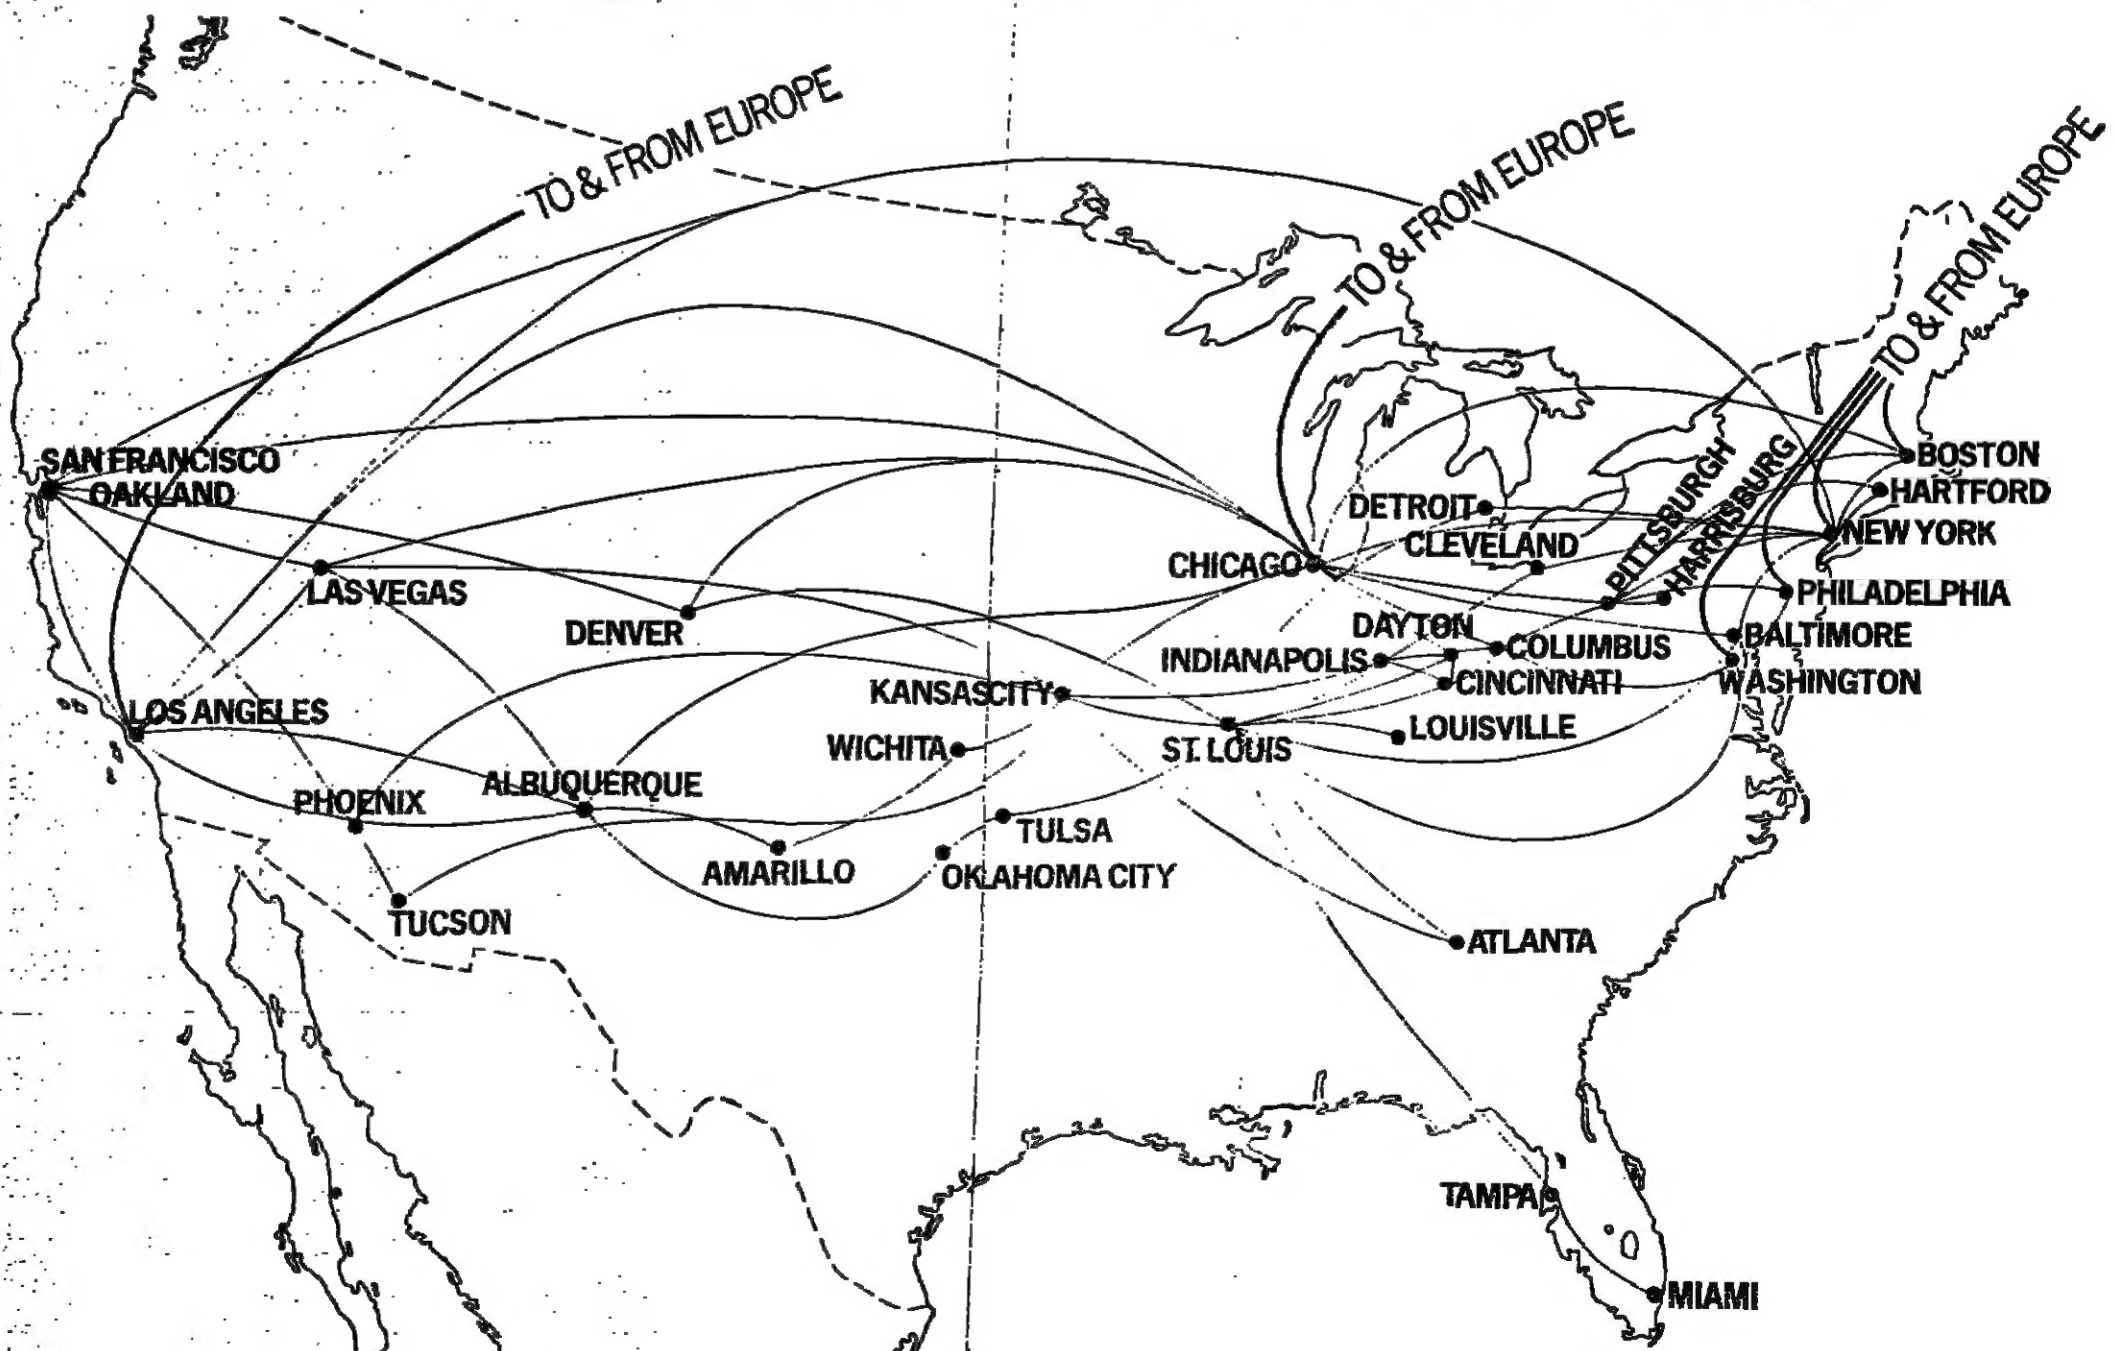 TO & FROM EUROPE
TO & FROM EUROPE
TO & FROM EUROPE
SAN FRANCISCO
OAKLAND
LAS VEGAS
LOS ANGELES
DENVER
PHOENIX
TUCSON
ALBUQUERQUE
AMARILLO
WICHITA
KANSAS CITY
TULSA
OKLAHOMA CITY
CHICAGO
DETROIT
CLEVELAND
PITTSBURGH
HARRISBURG
BOSTON
HARTFORD
NEW YORK
PHILADELPHIA
BALTIMORE
WASHINGTON
DAYTON
COLUMBUS
INDIANAPOLIS
CINCINNATI
LOUISVILLE
ST. LOUIS
ATLANTA
TAMPA
MIAMI